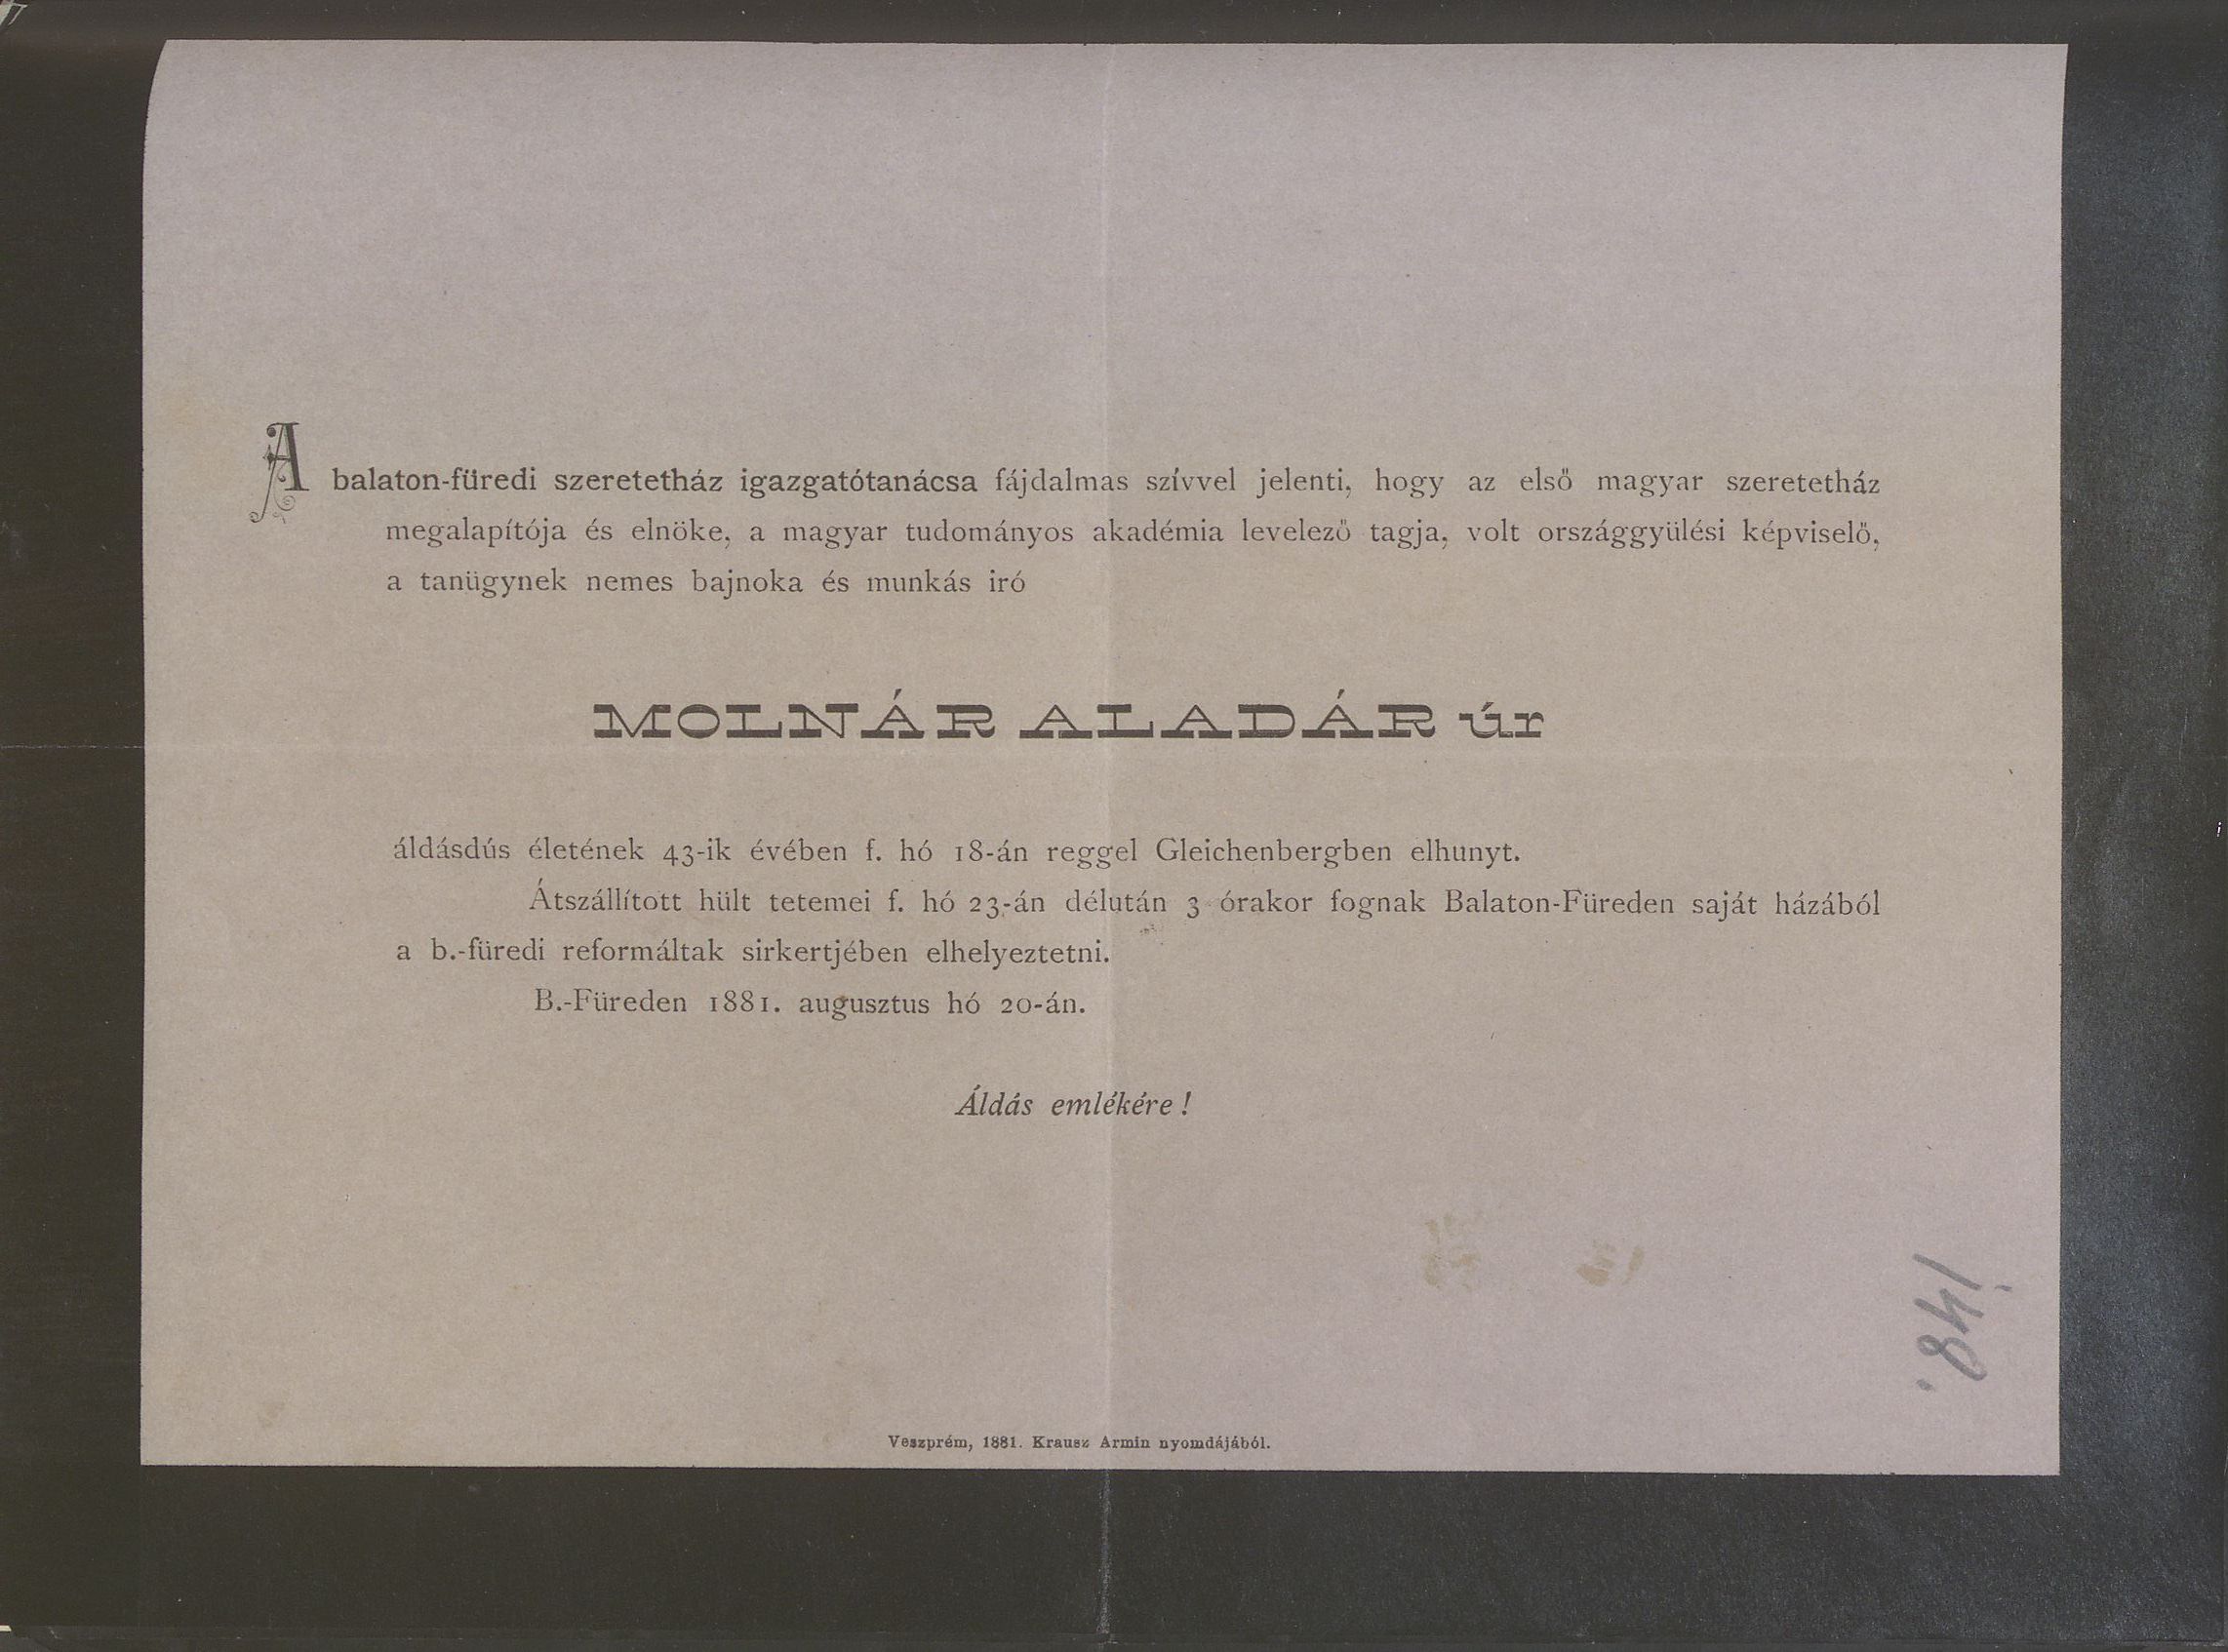 A balaton-füredi szeretetház igazgatótanácsa fájdalmas szívvel jelenti, hogy az első magyar szeretetház
megalapítója és elnöke, a magyar tudományos akadémia levelező tagja, volt országgyülési képviselő,
a tanügynek nemes bajnoka és munkás iró
MOLNÁR ALADÁR úr
áldásdús életének 43-ik évében f. hó 18-án reggel Gleichenbergben elhunyt.
Átszállított hült tetemei f. hó 23-án délután 3 órakor fognak Balaton-Füreden saját házából
a b.-füredi reformáltak sirkertjében elhelyeztetni.
B.-Füreden 1881. augusztus hó 20-án.
Áldás emlékére !
148.
Veszprém, 1881. Krausz Armin nyomdájából.